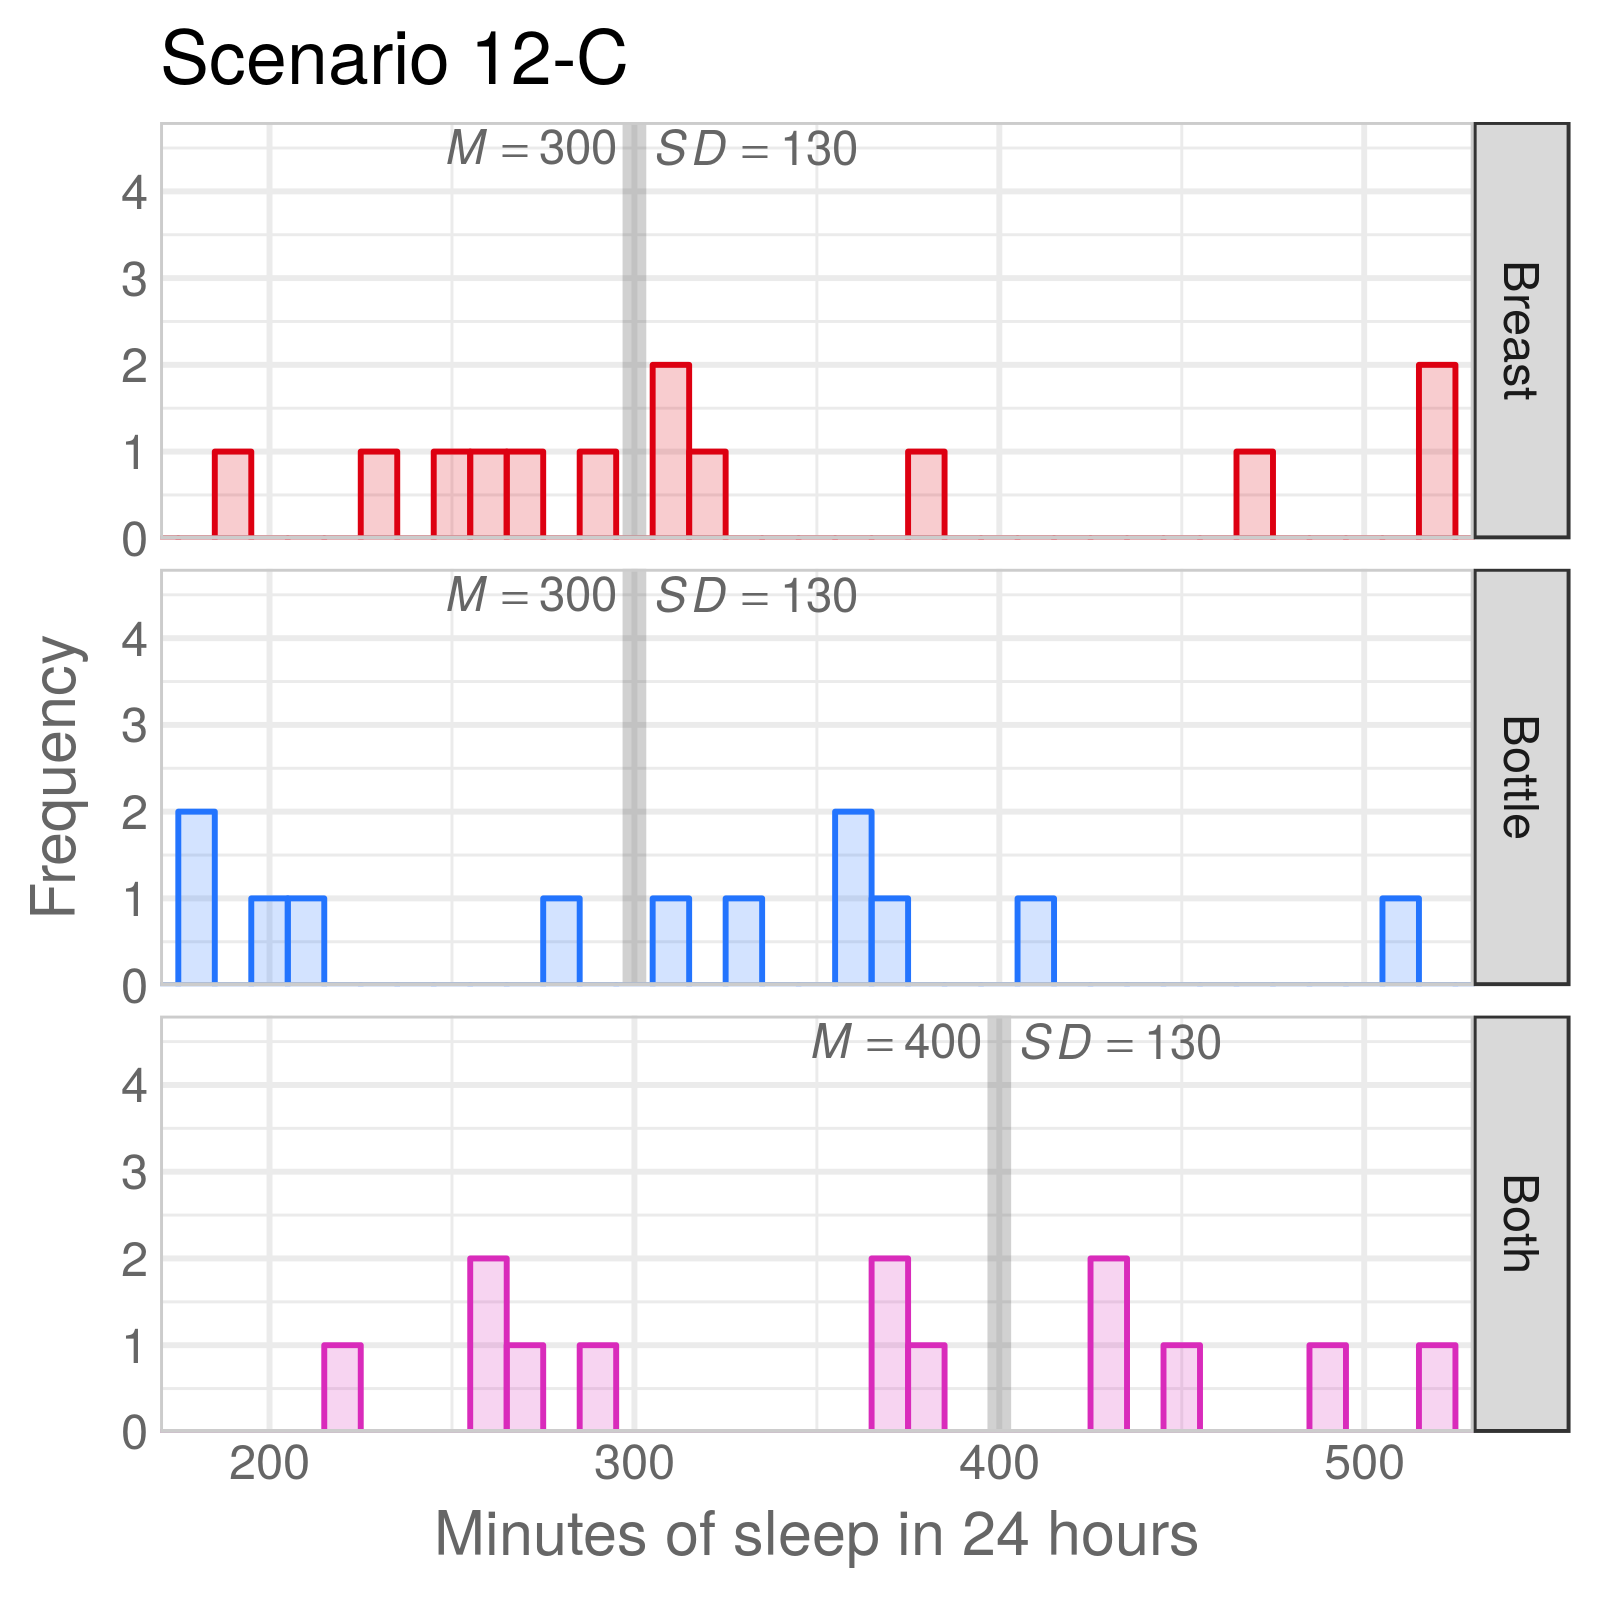 Scenario 12-C
M = 300 SD = 130
4
3
2
1
0
Breast
M = 300 SD = 130
4
3
2
1
0
Bottle
M = 400 SD = 130
4
3
2
1
0
Both
Frequency
200 300 400 500
Minutes of sleep in 24 hours